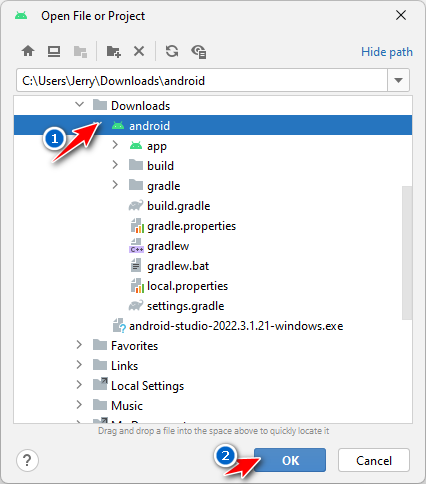 Open File or Project
Hide path
C:\Users\Jerry\Downloads\android
Downloads
1
android
app
build
gradle
build.gradle
gradle.properties
C++
gradlew
gradlew.bat
local.properties
settings.gradle
android-studio-2022.3.1.21-windows.exe
Favorites
Links
Local Settings
Music
Drag and drop a file into the space above to quickly locate it
?
2
OK
Cancel